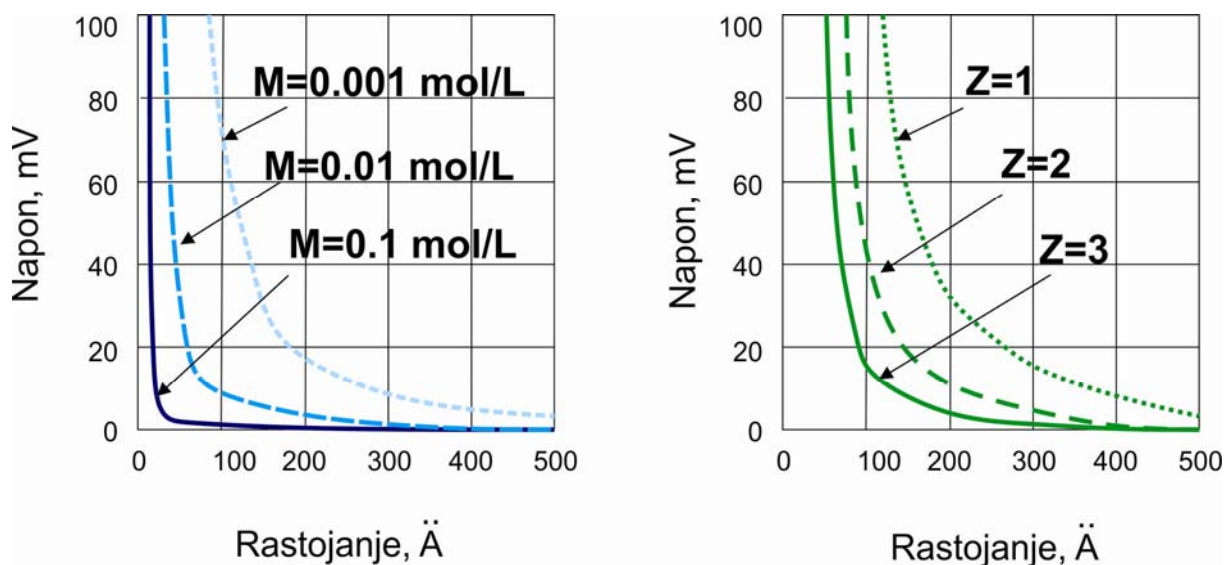 100
80
60
40
20
0
Napon, mV
M=0.001 mol/L
M=0.01 mol/L
M=0.1 mol/L
0 100 200 300 400 500
Rastojanje, Ä
100
80
60
40
20
0
Napon, mV
Z=1
Z=2
Z=3
0 100 200 300 400 500
Rastojanje, Ä